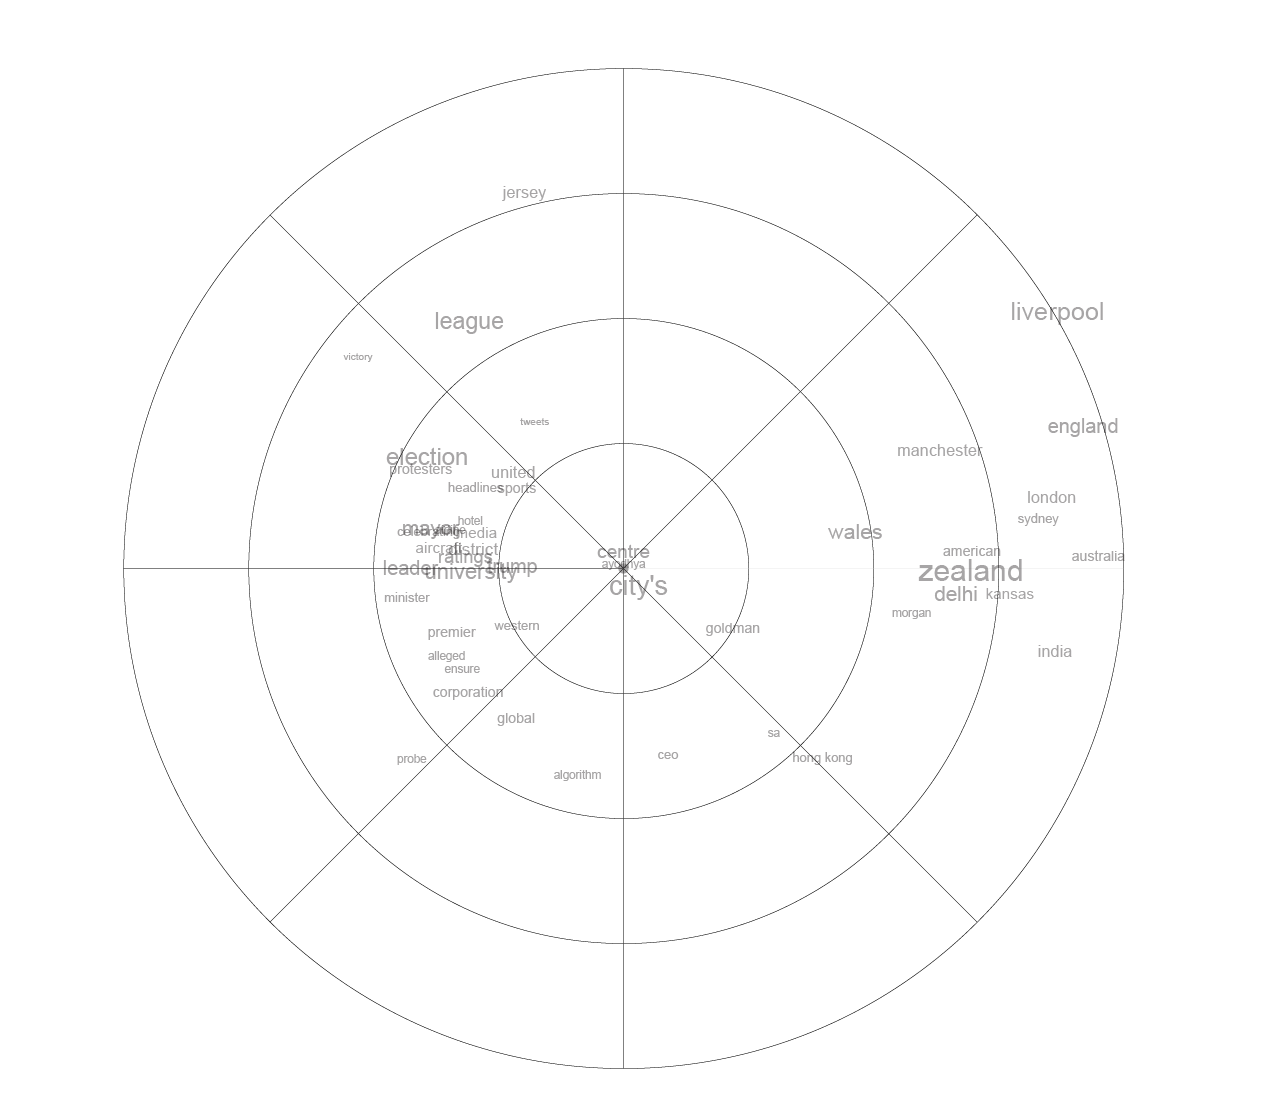 jersey
liverpool
league
victory
tweets
england
manchester
election
protesters
united
headlines
sports
london
sydney
hotel
mayor
celebrating
media
wales
aircraft
district
centre
american
ratings
australia
ayodhya
leader
university
trump
zealand
city's
delhi
kansas
minister
morgan
western
goldman
premier
india
alleged
ensure
corporation
global
sa
ceo
hong kong
probe
algorithm